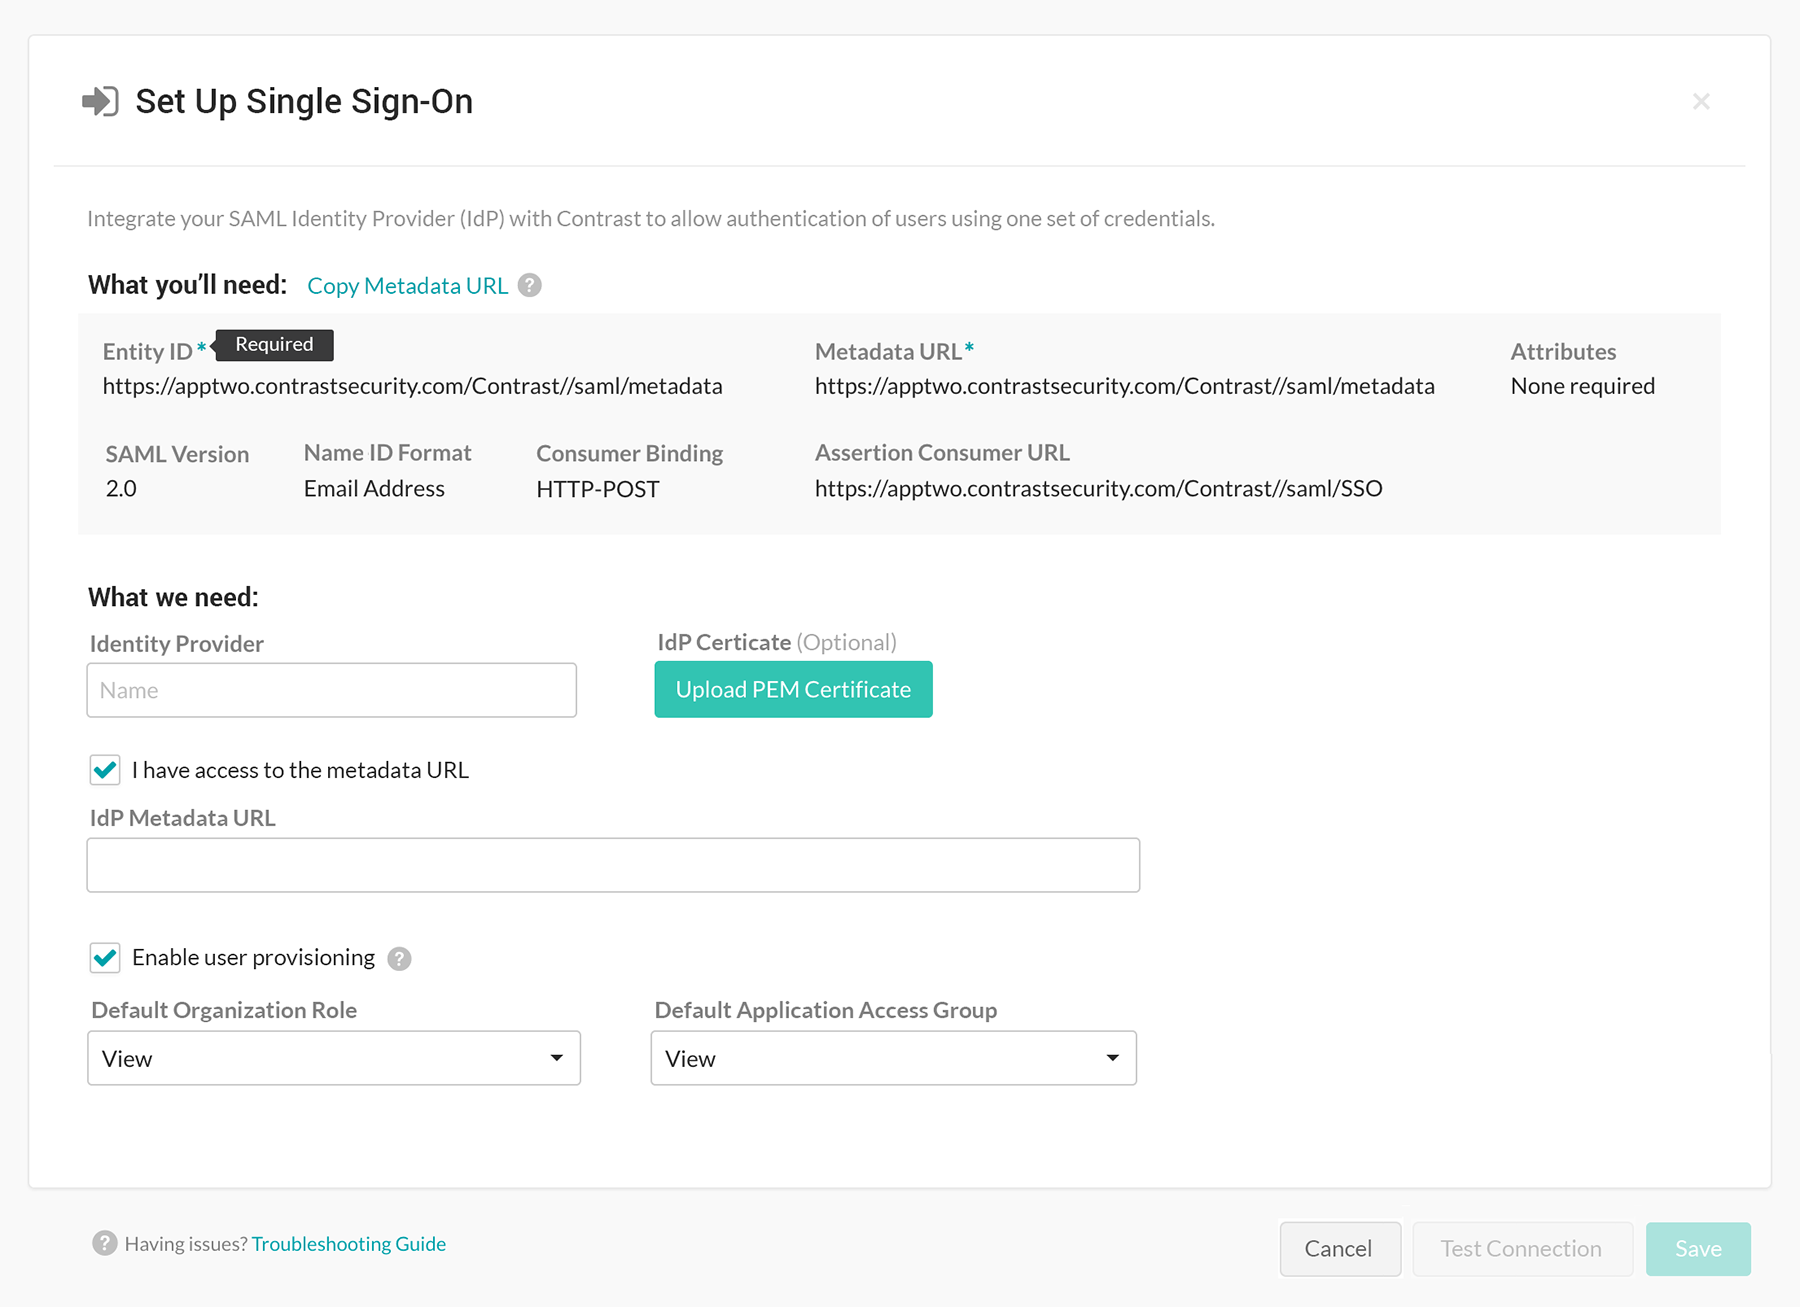 Set Up Single Sign-On
×
Integrate your SAML Identity Provider (IdP) with Contrast to allow authentication of users using one set of credentials.
What you’ll need: Copy Metadata URL ?
Entity ID * Required Metadata URL* Attributes
https://apptwo.contrastsecurity.com/Contrast//saml/metadata https://apptwo.contrastsecurity.com/Contrast//saml/metadata None required
SAML Version Name ID Format Consumer Binding Assertion Consumer URL
2.0 Email Address HTTP-POST https://apptwo.contrastsecurity.com/Contrast//saml/SSO
What we need:
Identity Provider IdP Certicate (Optional)
Name Upload PEM Certificate
I have access to the metadata URL
IdP Metadata URL
Enable user provisioning ?
Default Organization Role Default Application Access Group
View View
? Having issues? Troubleshooting Guide Cancel Test Connection Save